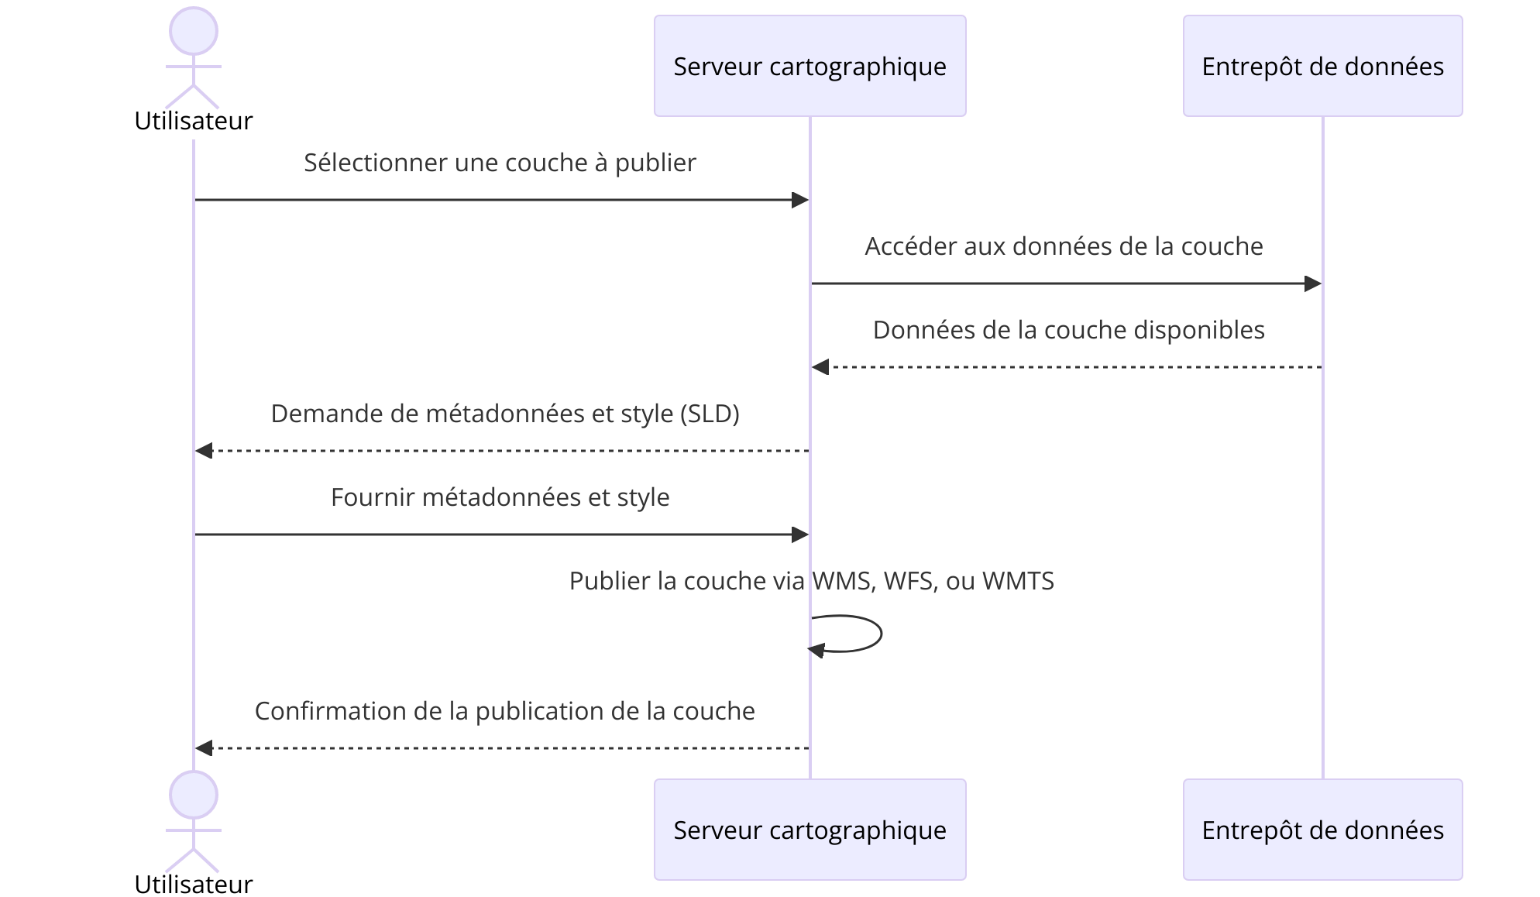 Utilisateur
Serveur cartographique
Entrepôt de données
Sélectionner une couche à publier
Accéder aux données de la couche
Données de la couche disponibles
Demande de métadonnées et style (SLD)
Fournir métadonnées et style
Publier la couche via WMS, WFS, ou WMTS
Confirmation de la publication de la couche
Utilisateur
Serveur cartographique
Entrepôt de données